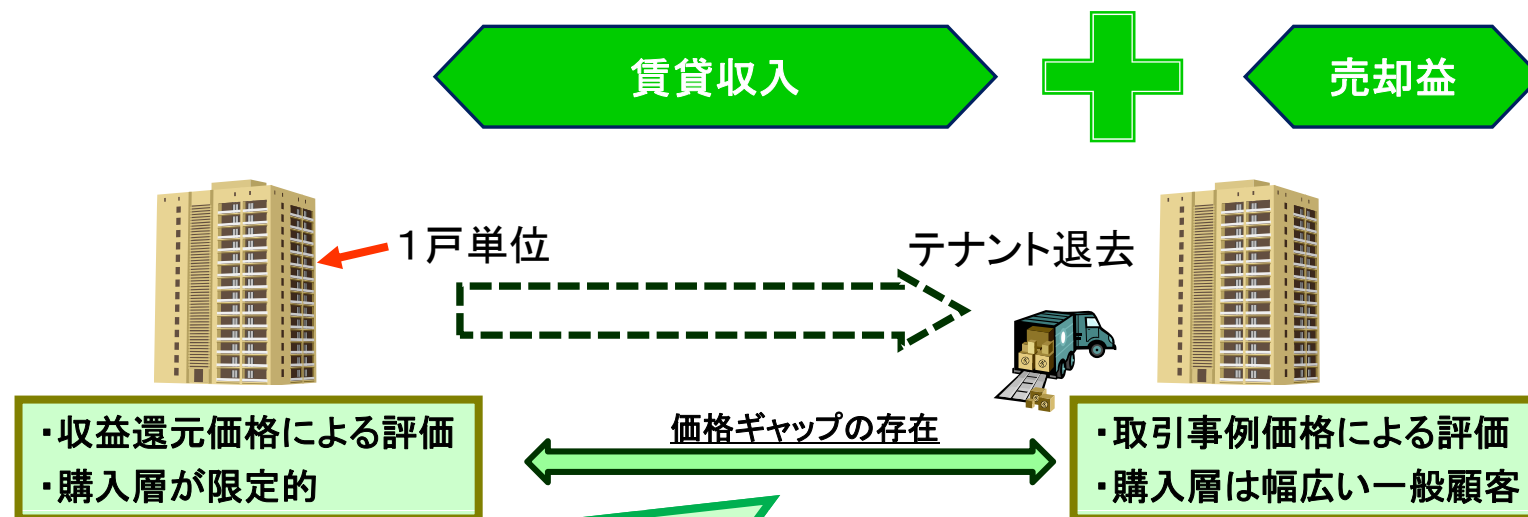 賃貸収入
売却益
1戸単位
テナント退去
・収益還元価格による評価
・購入層が限定的
価格ギャップの存在
・取引事例価格による評価
・購入層は幅広い一般顧客